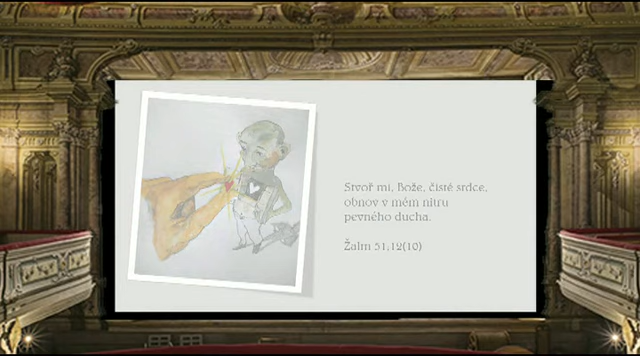 Stvoř mi, Bože, čisté srdce,
obnov v mém nitru
pevného ducha.
Žalm 51,12(10)